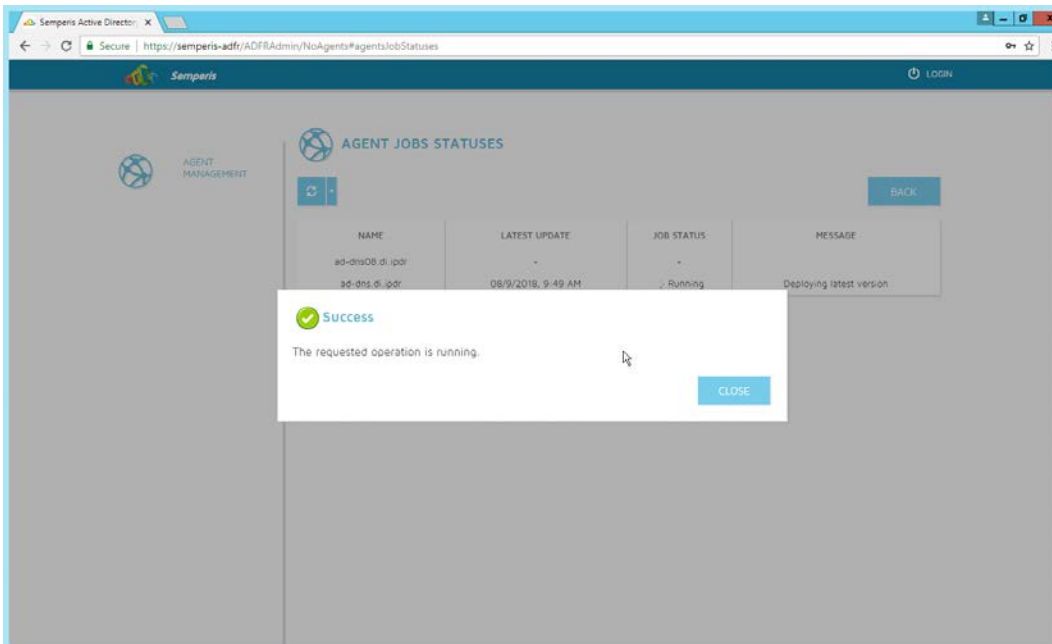 Semperis Active Director
Secure | https://semperis-adfr/ADFRAdmin/NoAgents#agentsJobStatuses
Semperis LOGIN
AGENT JOBS STATUSES
AGENT
MANAGEMENT
BACK
NAME LATEST UPDATE JOB STATUS MESSAGE
ad-dns08.di.ipdr - -
ad-dns.di.ipdr 08/9/2018, 9:49 AM Running Deploying latest version
Success
The requested operation is running.
CLOSE